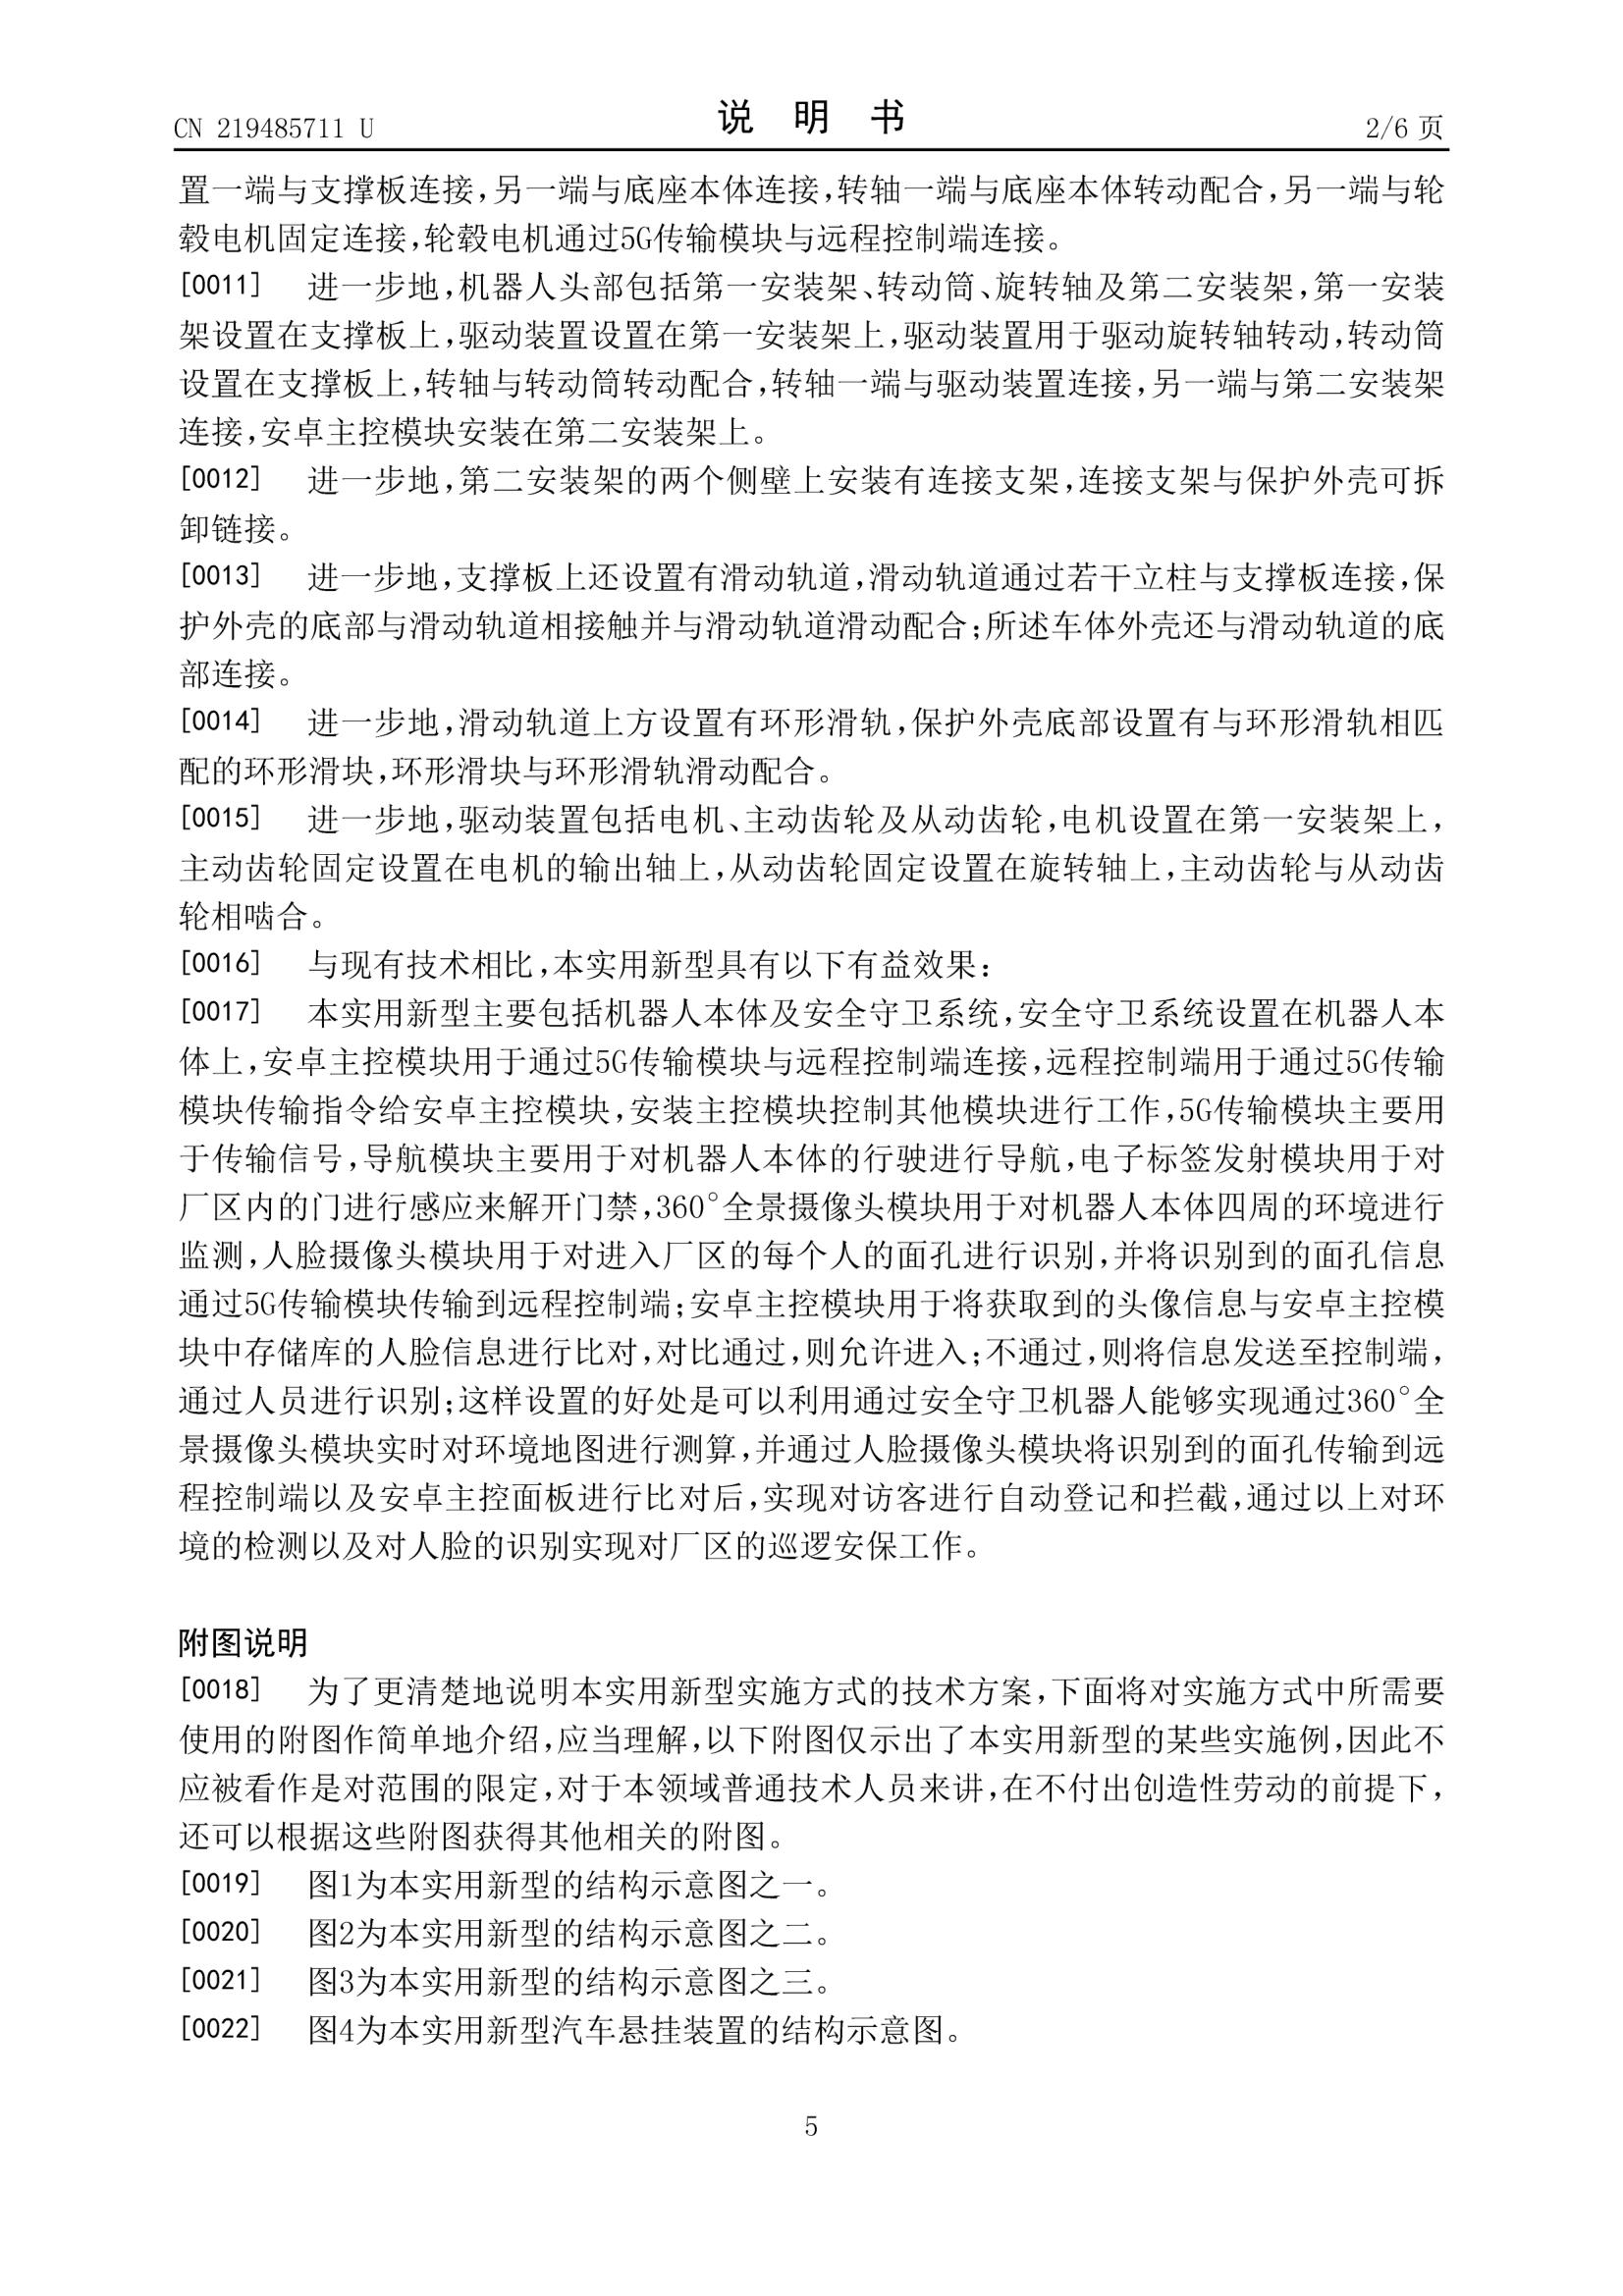 CN 219485711 U
说 明 书
2/6 页
置一端与支撑板连接,另一端与底座本体连接,转轴一端与底座本体转动配合,另一端与轮
毂电机固定连接,轮毂电机通过5G传输模块与远程控制端连接。
[0011] 进一步地,机器人头部包括第一安装架、转动筒、旋转轴及第二安装架,第一安装
架设置在支撑板上,驱动装置设置在第一安装架上,驱动装置用于驱动旋转轴转动,转动筒
设置在支撑板上,转轴与转动筒转动配合,转轴一端与驱动装置连接,另一端与第二安装架
连接,安卓主控模块安装在第二安装架上。
[0012] 进一步地,第二安装架的两个侧壁上安装有连接支架,连接支架与保护外壳可拆
卸链接。
[0013] 进一步地,支撑板上还设置有滑动轨道,滑动轨道通过若干立柱与支撑板连接,保
护外壳的底部与滑动轨道相接触并与滑动轨道滑动配合;所述车体外壳还与滑动轨道的底
部连接。
[0014] 进一步地,滑动轨道上方设置有环形滑轨,保护外壳底部设置有与环形滑轨相匹
配的环形滑块,环形滑块与环形滑轨滑动配合。
[0015] 进一步地,驱动装置包括电机、主动齿轮及从动齿轮,电机设置在第一安装架上,
主动齿轮固定设置在电机的输出轴上,从动齿轮固定设置在旋转轴上,主动齿轮与从动齿
轮相啮合。
[0016] 与现有技术相比,本实用新型具有以下有益效果:
[0017] 本实用新型主要包括机器人本体及安全守卫系统,安全守卫系统设置在机器人本
体上,安卓主控模块用于通过5G传输模块与远程控制端连接,远程控制端用于通过5G传输
模块传输指令给安卓主控模块,安装主控模块控制其他模块进行工作,5G传输模块主要用
于传输信号,导航模块主要用于对机器人本体的行驶进行导航,电子标签发射模块用于对
厂区内的门进行感应来解开门禁,360°全景摄像头模块用于对机器人本体四周的环境进行
监测,人脸摄像头模块用于对进入厂区的每个人的面孔进行识别,并将识别到的面孔信息
通过5G传输模块传输到远程控制端;安卓主控模块用于将获取到的头像信息与安卓主控模
块中存储库的人脸信息进行比对,对比通过,则允许进入;不通过,则将信息发送至控制端,
通过人员进行识别;这样设置的好处是可以利用通过安全守卫机器人能够实现通过360°全
景摄像头模块实时对环境地图进行测算,并通过人脸摄像头模块将识别到的面孔传输到远
程控制端以及安卓主控面板进行比对后,实现对访客进行自动登记和拦截,通过以上对环
境的检测以及对人脸的识别实现对厂区的巡逻安保工作。
附图说明
[0018] 为了更清楚地说明本实用新型实施方式的技术方案,下面将对实施方式中所需要
使用的附图作简单地介绍,应当理解,以下附图仅示出了本实用新型的某些实施例,因此不
应被看作是对范围的限定,对于本领域普通技术人员来讲,在不付出创造性劳动的前提下,
还可以根据这些附图获得其他相关的附图。
[0019] 图1为本实用新型的结构示意图之一。
[0020] 图2为本实用新型的结构示意图之二。
[0021] 图3为本实用新型的结构示意图之三。
[0022] 图4为本实用新型汽车悬挂装置的结构示意图。
5